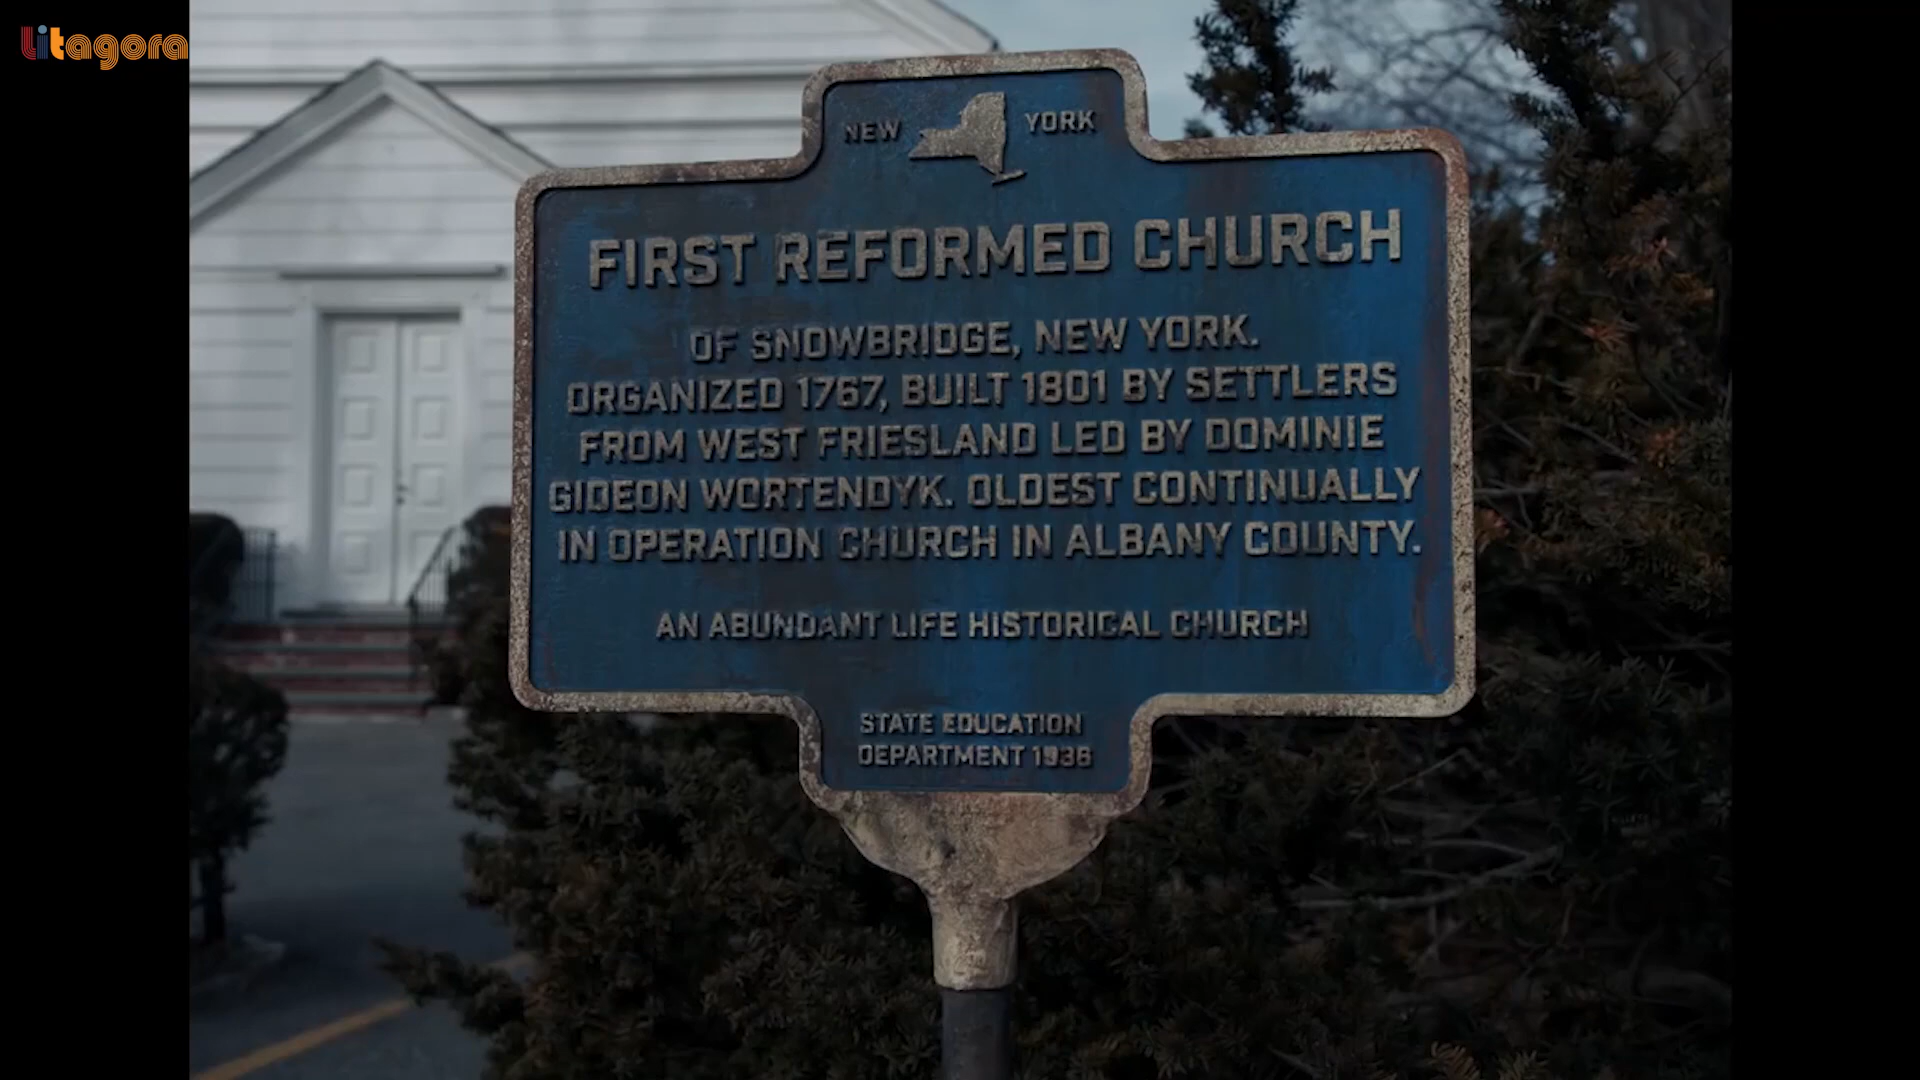 Litagora
NEW YORK
FIRST REFORMED CHURCH
OF SNOWBRIDGE, NEW YORK.
ORGANIZED 1767, BUILT 1801 BY SETTLERS
FROM WEST FRIESLAND LED BY DOMINIE
GIDEON WORTENDYK. OLDEST CONTINUALLY
IN OPERATION CHURCH IN ALBANY COUNTY.
AN ABUNDANT LIFE HISTORICAL CHURCH
STATE EDUCATION
DEPARTMENT 1936